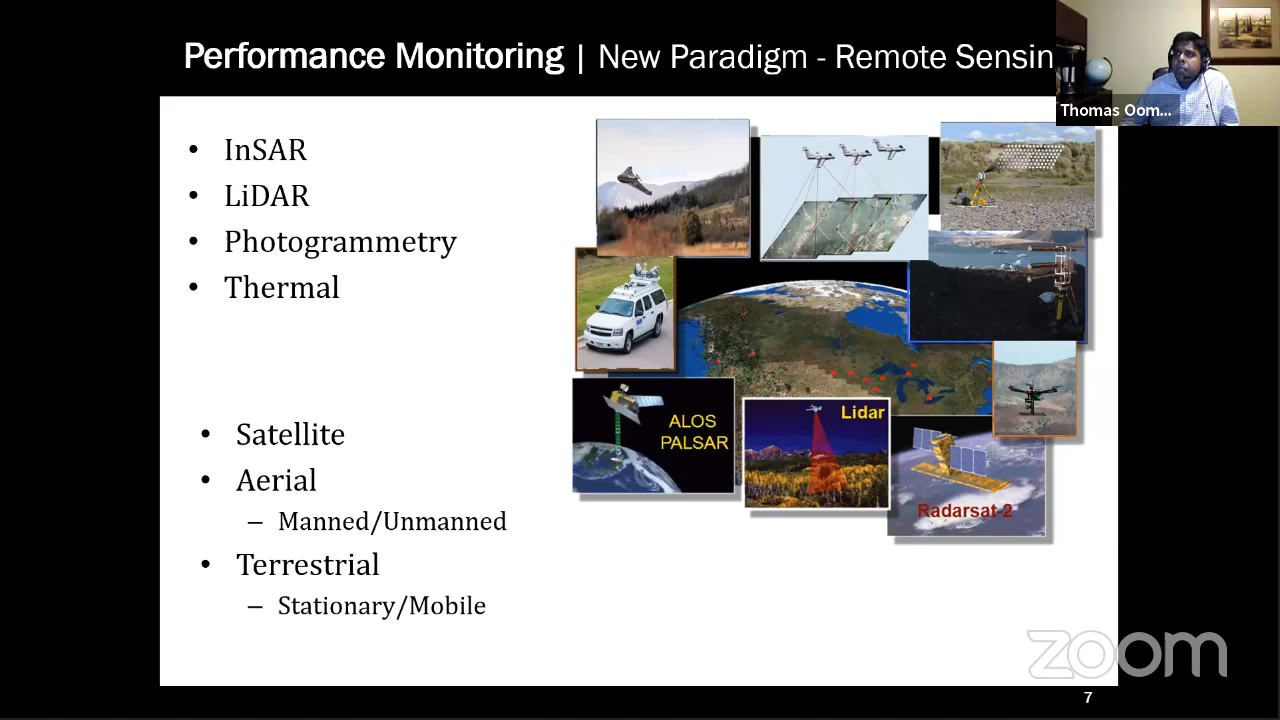 Performance Monitoring | New Paradigm - Remote Sensin
Thomas Oom...
• InSAR
• LiDAR
• Photogrammetry
• Thermal
• Satellite
• Aerial
– Manned/Unmanned
• Terrestrial
– Stationary/Mobile
ALOS
PALSAR
Lidar
Radarsat-2
zoom
7